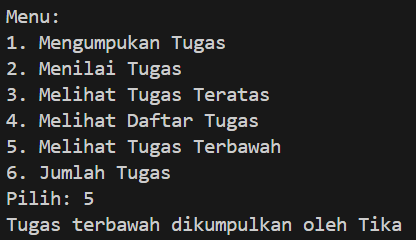 Menu:
1. Mengumpukan Tugas
2. Menilai Tugas
3. Melihat Tugas Teratas
4. Melihat Daftar Tugas
5. Melihat Tugas Terbawah
6. Jumlah Tugas
Pilih: 5
Tugas terbawah dikumpulkan oleh Tika